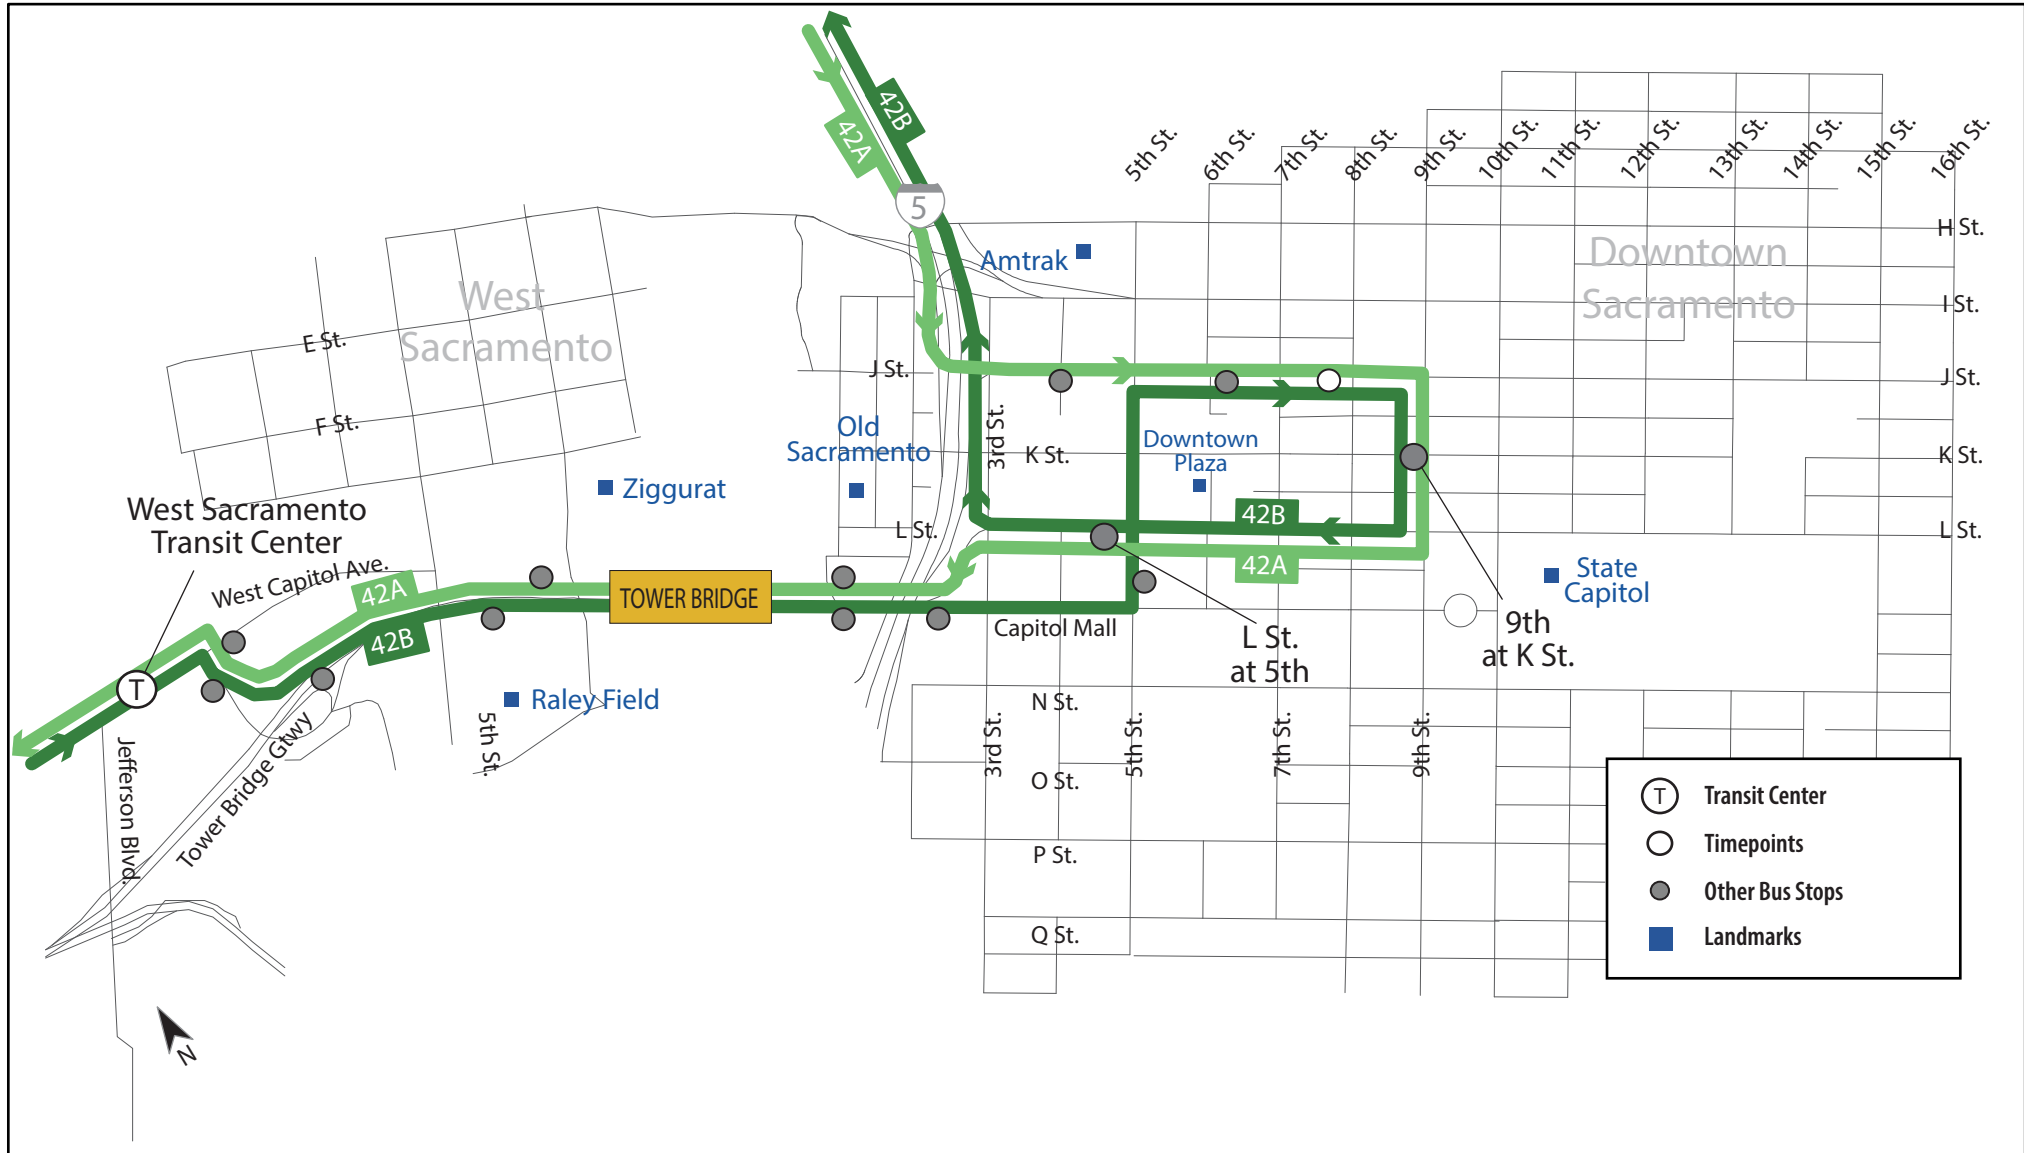 42B
42A
5
5th St.
6th St.
7th St.
8th St.
9th St.
10th St.
11th St.
12th St.
13th St.
14th St.
15th St.
16th St.
H St.
Amtrak
Downtown
Sacramento
West
Sacramento
I St.
E St.
J St.
J St.
F St.
Old
Sacramento
3rd St.
K St.
Downtown
Plaza
K St.
Ziggurat
West Sacramento
Transit Center
L St.
42B
L St.
West Capitol Ave.
42A
TOWER BRIDGE
42A
State
Capitol
42B
Capitol Mall
L St.
at 5th
9th
at K St.
T
Raley Field
N St.
5th St.
3rd St.
5th St.
7th St.
9th St.
Jefferson Blvd.
Tower Bridge Gtwy
O St.
P St.
Q St.
T Transit Center
Timepoints
Other Bus Stops
Landmarks
N